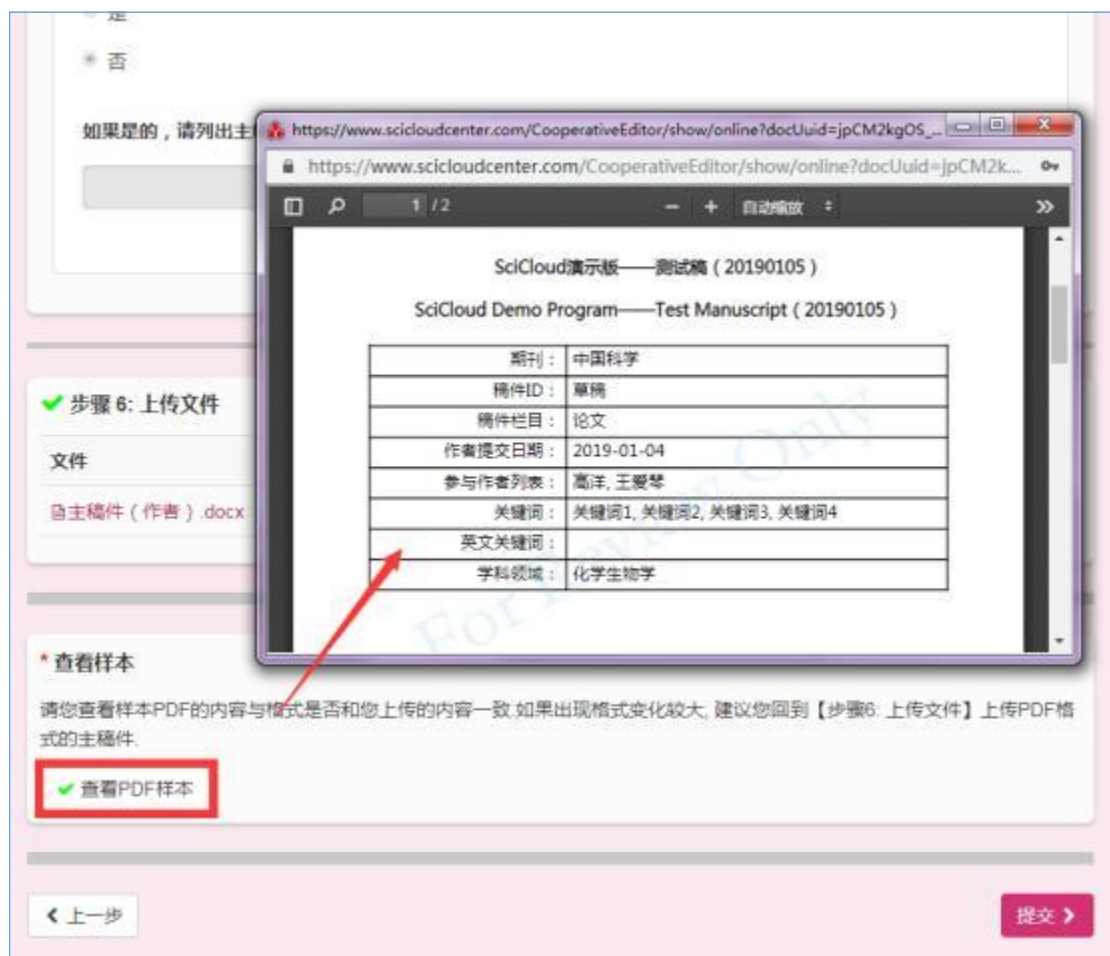 是
否
如果是的，请列出主
https://www.scicloudcenter.com/CooperativeEditor/show/online?docUuid=jpCM2kgOS_...
https://www.scicloudcenter.com/CooperativeEditor/show/online?docUuid=jpCM2k...
1 /2
自动缩放
SciCloud演示版——测试稿（20190105）
SciCloud Demo Program——Test Manuscript（20190105）
期刊： 中国科学
稿件ID： 草稿
稿件栏目： 论文
作者提交日期： 2019-01-04
参与作者列表： 高洋, 王爱琴
关键词： 关键词1, 关键词2, 关键词3, 关键词4
英文关键词：
学科领域： 化学生物学
For Review Only
步骤 6: 上传文件
文件
主稿件（作者）.docx
* 查看样本
请您查看样本PDF的内容与格式是否和您上传的内容一致.如果出现格式变化较大, 建议您回到【步骤6: 上传文件】上传PDF格
式的主稿件.
查看PDF样本
上一步
提交